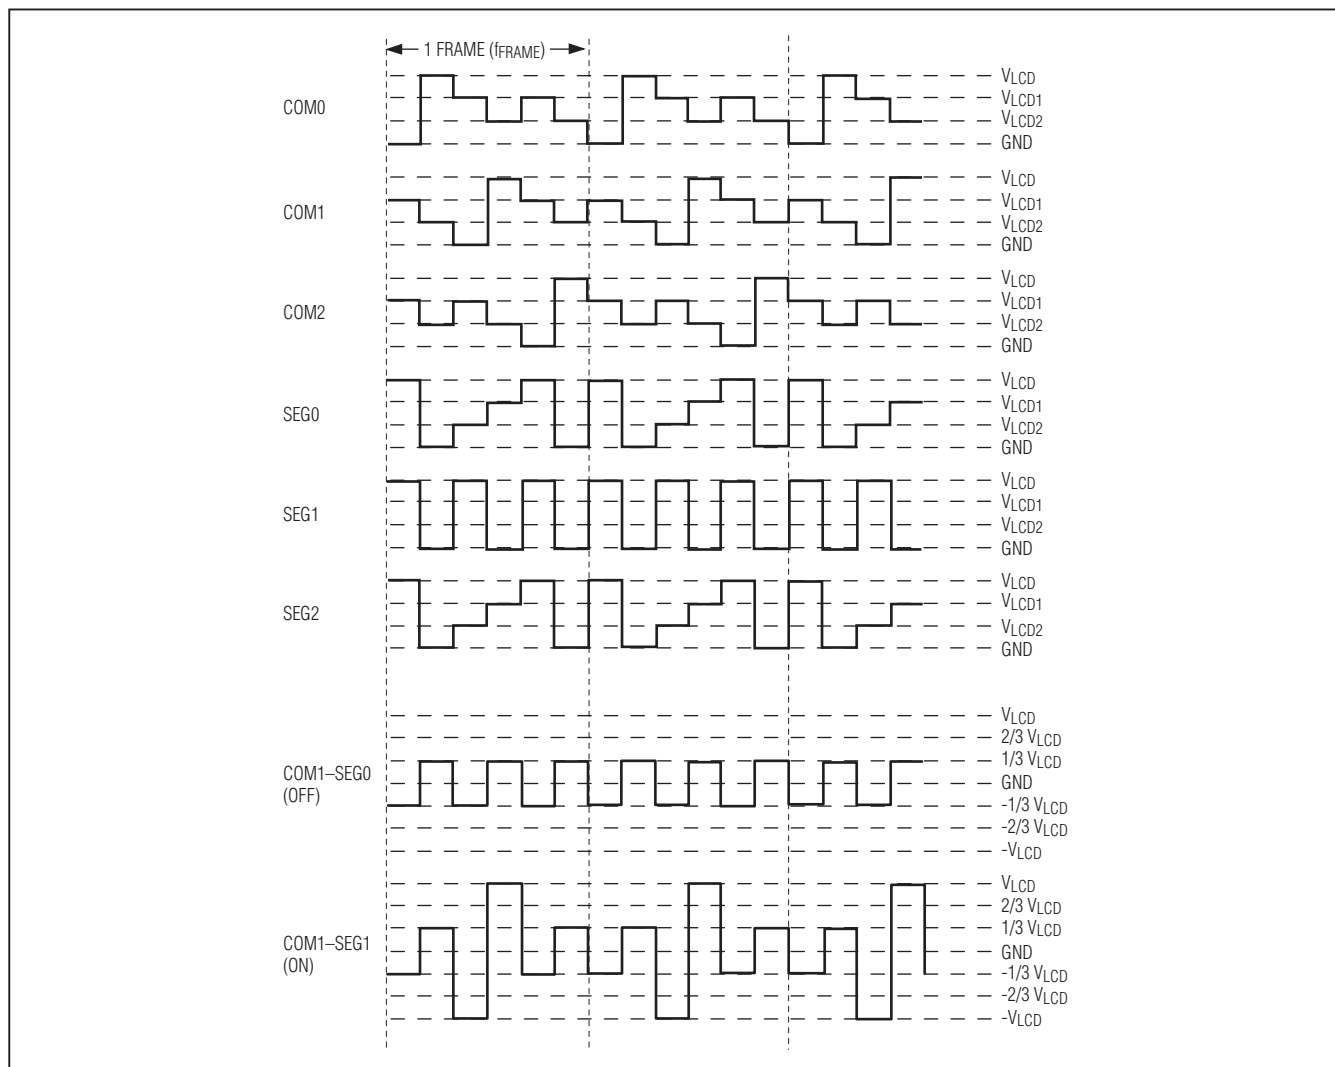 1 FRAME (fFRAME)
COM0
VLCD
VLCD1
VLCD2
GND
COM1
VLCD
VLCD1
VLCD2
GND
COM2
VLCD
VLCD1
VLCD2
GND
SEG0
VLCD
VLCD1
VLCD2
GND
SEG1
VLCD
VLCD1
VLCD2
GND
SEG2
VLCD
VLCD1
VLCD2
GND
COM1–SEG0
(OFF)
VLCD
2/3 VLCD
1/3 VLCD
GND
-1/3 VLCD
-2/3 VLCD
-VLCD
COM1–SEG1
(ON)
VLCD
2/3 VLCD
1/3 VLCD
GND
-1/3 VLCD
-2/3 VLCD
-VLCD